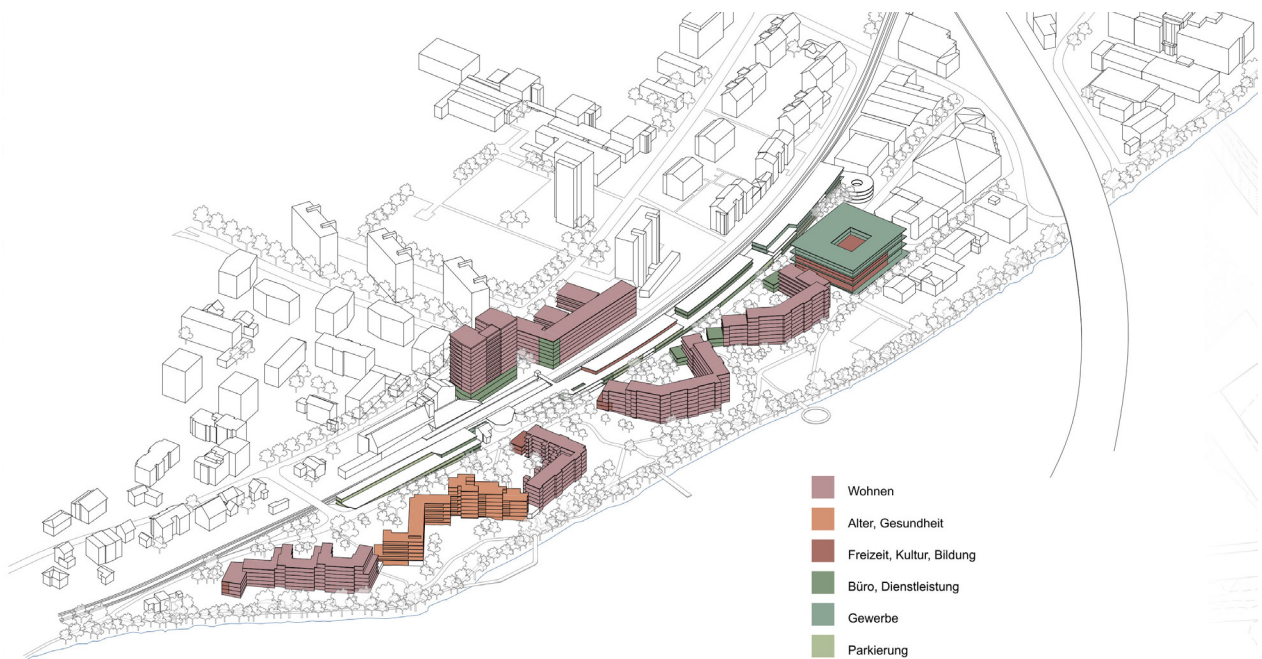 Wohnen
Alter, Gesundheit
Freizeit, Kultur, Bildung
Büro, Dienstleistung
Gewerbe
Parkierung